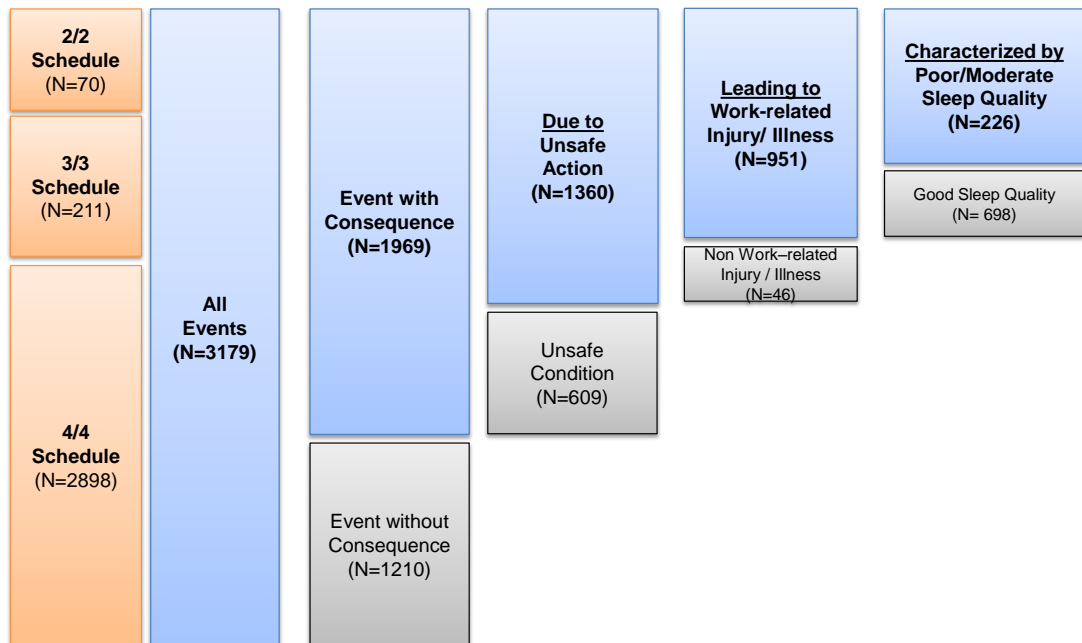 2/2
Schedule
(N=70)
3/3
Schedule
(N=211)
4/4
Schedule
(N=2898)
All
Events
(N=3179)
Event with
Consequence
(N=1969)
Event without
Consequence
(N=1210)
Due to
Unsafe
Action
(N=1360)
Unsafe
Condition
(N=609)
Leading to
Work-related
Injury/ Illness
(N=951)
Non Work–related
Injury / Illness
(N=46)
Characterized by
Poor/Moderate
Sleep Quality
(N=226)
Good Sleep Quality
(N= 698)